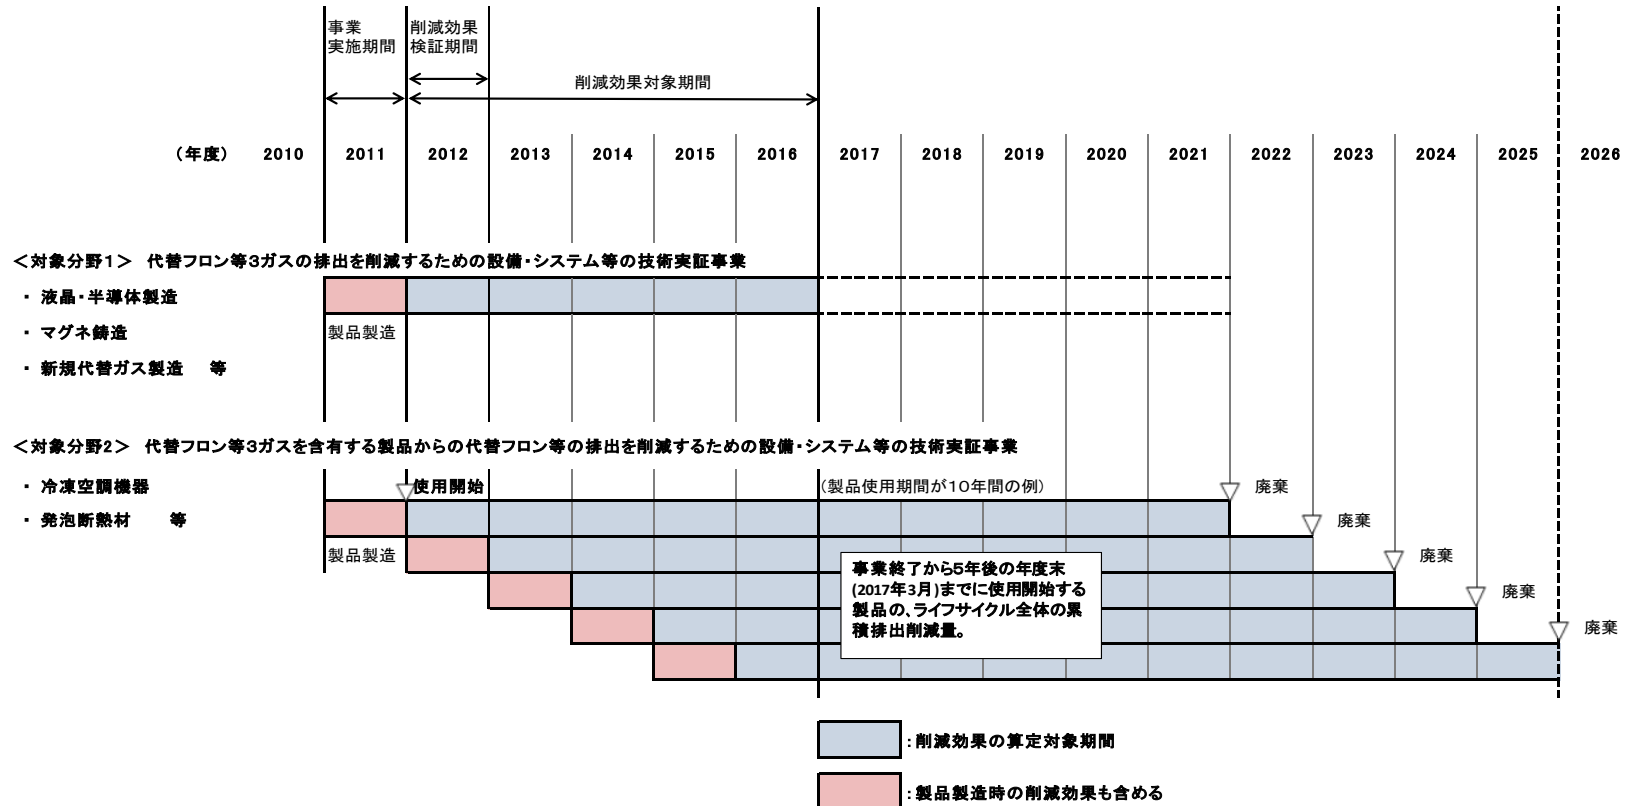 事業
実施期間
削減効果
検証期間
削減効果対象期間
（年度） 2010 2011 2012 2013 2014 2015 2016 2017 2018 2019 2020 2021 2022 2023 2024 2025 2026
＜対象分野１＞ 代替フロン等３ガスの排出を削減するための設備・システム等の技術実証事業
・ 液晶・半導体製造
・ マグネ鋳造
製品製造
・ 新規代替ガス製造 等
＜対象分野2＞ 代替フロン等３ガスを含有する製品からの代替フロン等の排出を削減するための設備・システム等の技術実証事業
・ 冷凍空調機器
使用開始
（製品使用期間が１０年間の例）
廃棄
・ 発泡断熱材 等
廃棄
製品製造
廃棄
事業終了から５年後の年度末
(2017年3月)までに使用開始する
製品の、ライフサイクル全体の累
積排出削減量。
廃棄
廃棄
：削減効果の算定対象期間
：製品製造時の削減効果も含める